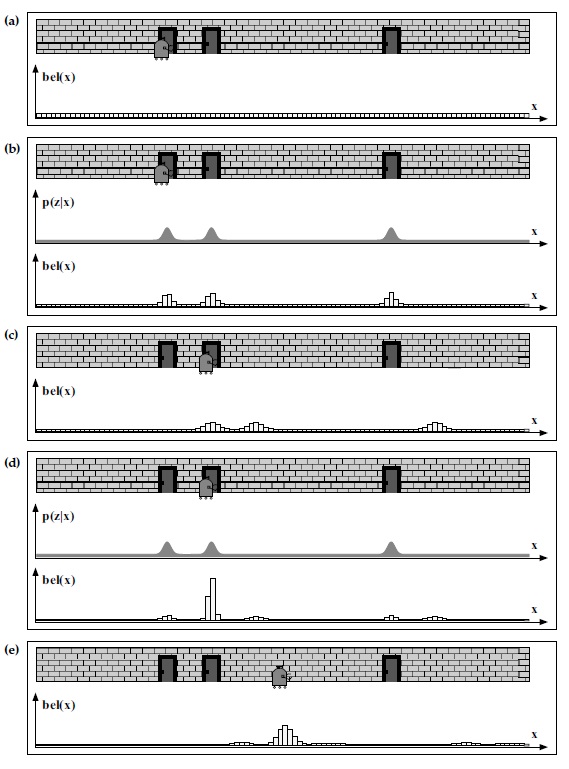 (a)
bel(x)
x
(b)
p(z|x)
x
bel(x)
x
(c)
bel(x)
x
(d)
p(z|x)
x
bel(x)
x
(e)
bel(x)
x